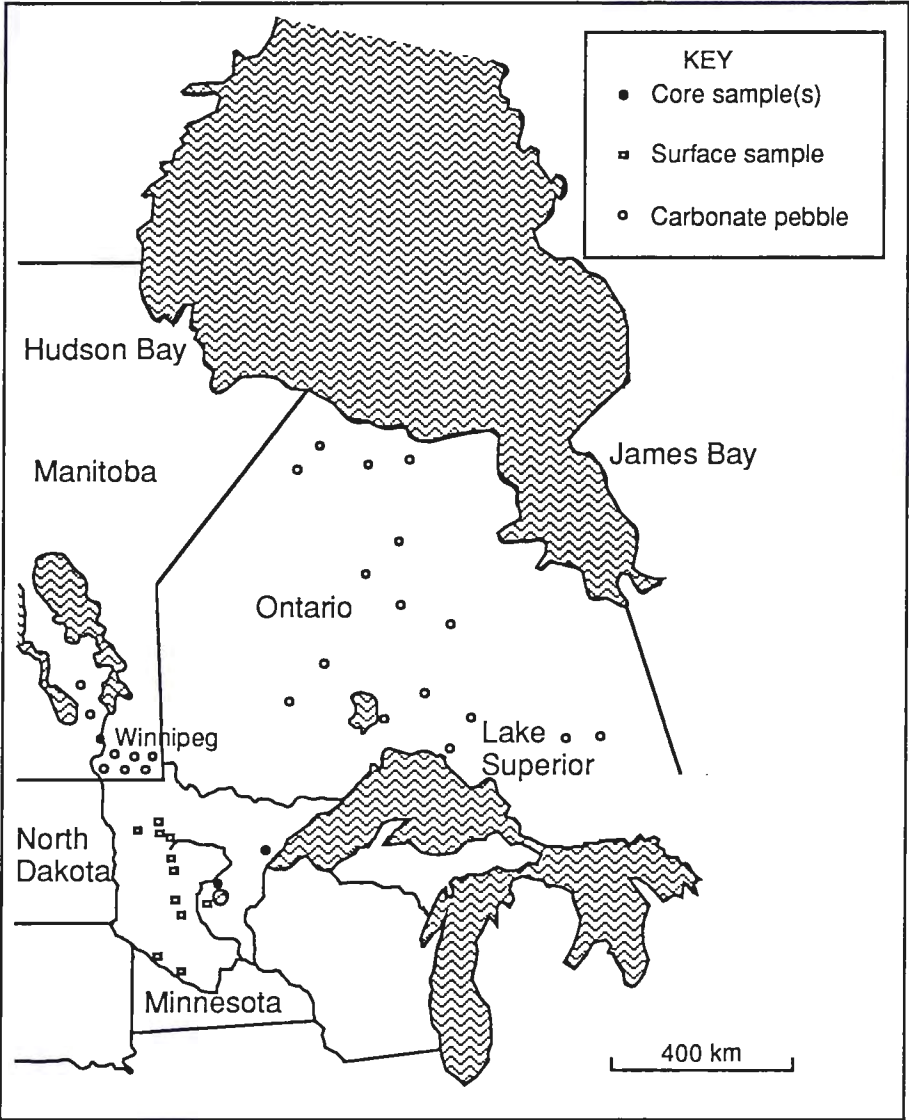 KEY
Core sample(s)
Surface sample
Carbonate pebble
Hudson Bay
James Bay
Manitoba
Ontario
Winnipeg
Lake
Superior
North
Dakota
Minnesota
400 km